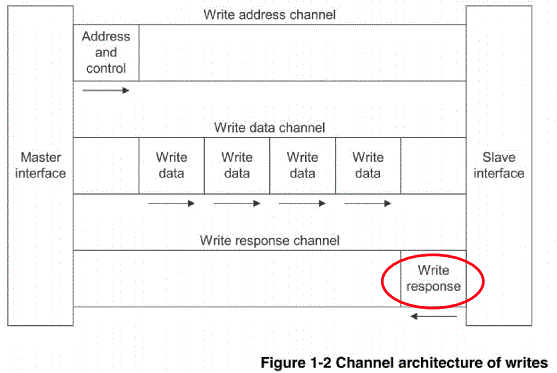 Write address channel
Address
and
control
Write data channel
Master
interface
Write
data
Write
data
Write
data
Write
data
Slave
interface
Write response channel
Write
response
Figure 1-2 Channel architecture of writes